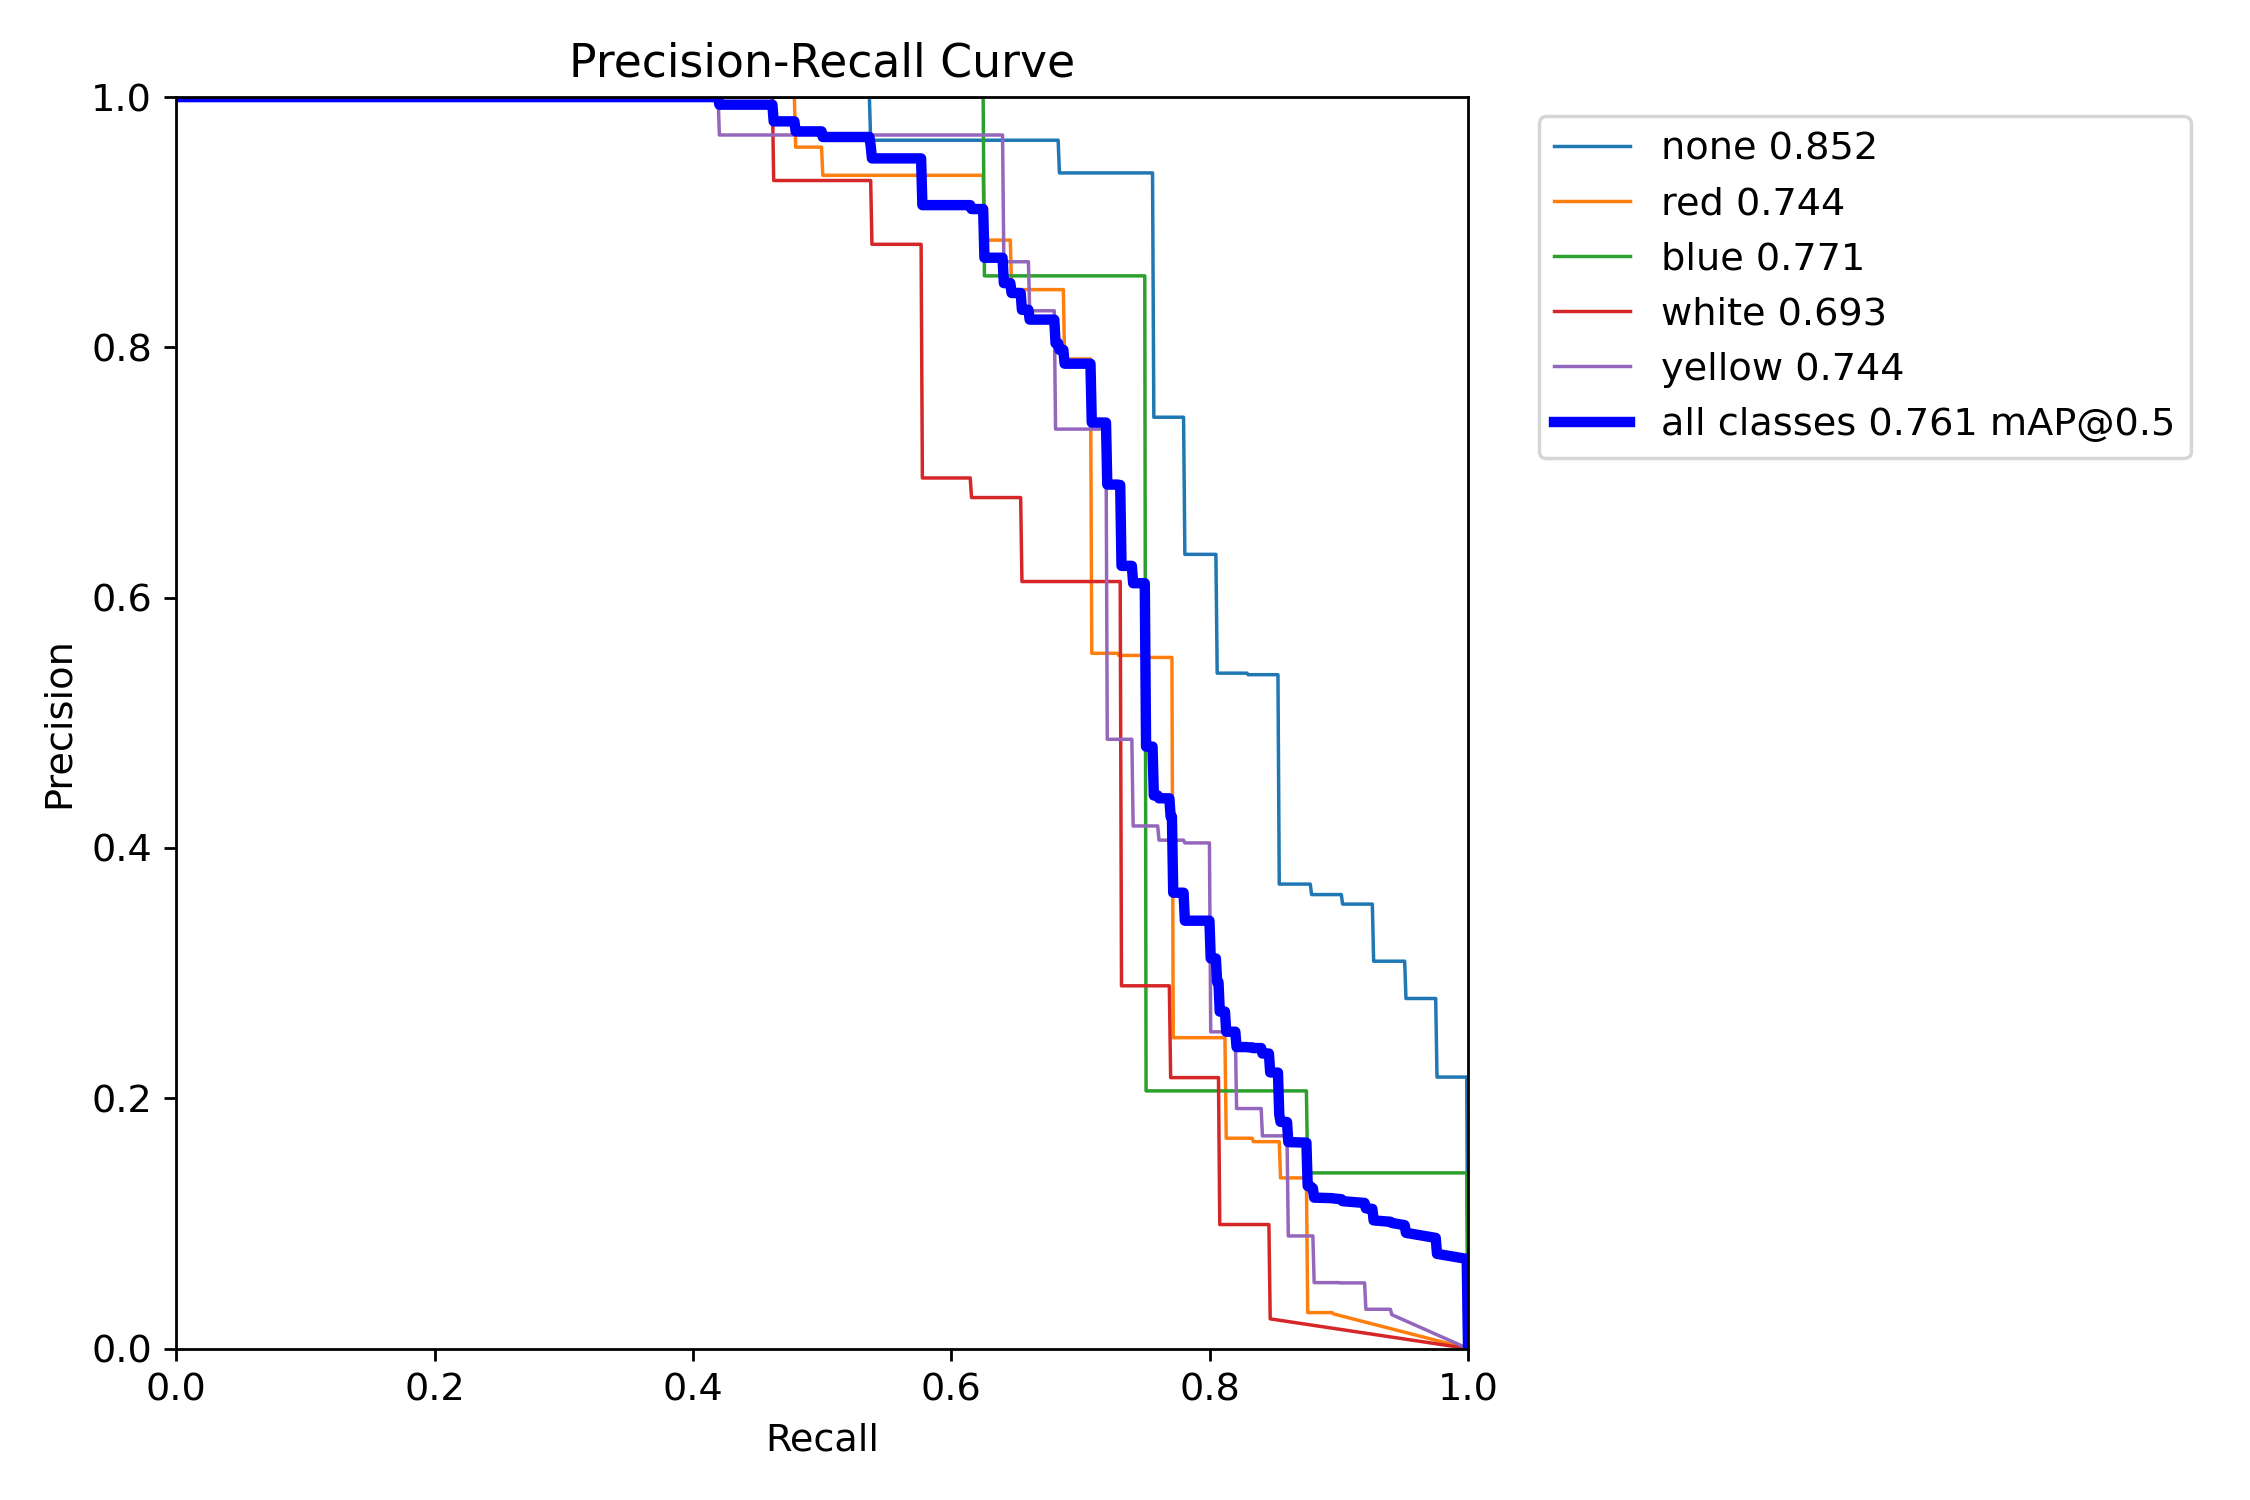 Precision-Recall Curve
1.0
0.8
0.6
0.4
0.2
0.0
Precision
0.0 0.2 0.4 0.6 0.8 1.0
Recall
none 0.852
red 0.744
blue 0.771
white 0.693
yellow 0.744
all classes 0.761 mAP@0.5